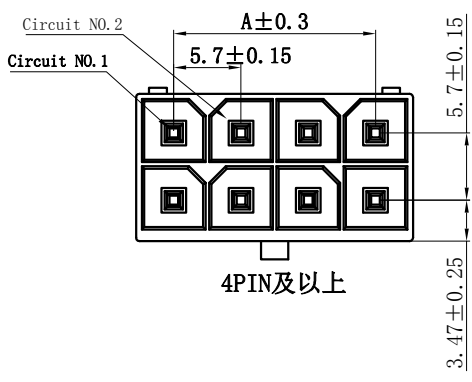 Circuit NO.2
A±0.3
Circuit NO.1
5.7±0.15
5.7±0.15
4PIN及以上
3.47±0.25